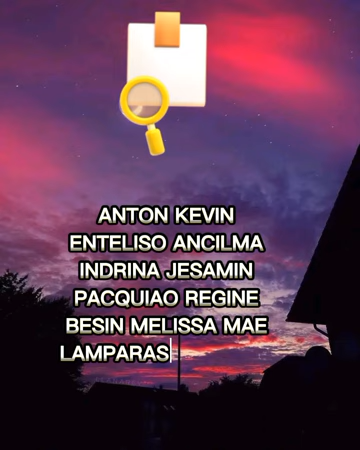 ANTON KEVIN
ENTELISO ANCILMA
INDRINA JESAMIN
PACQUIAO REGINE
BESIN MELISSA MAE
LAMPARAS